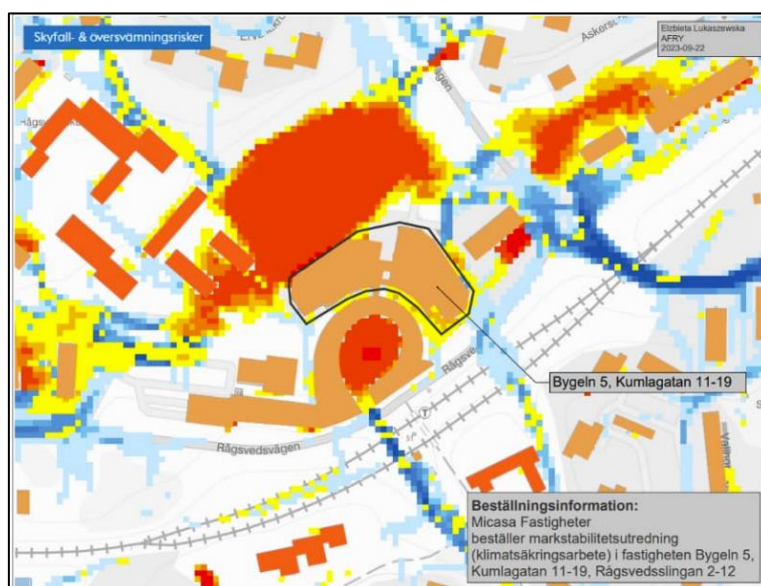 Skyfall- & översvämningsrisker
Elzbieta Lukaszewska
AFRY
2023-09-22
Bygeln 5, Kumlagatan 11-19
Rågsve
T
Rågsvedsvägen
Beställningsinformation:
Micasa Fastigheter
beställer markstabilitetsutredning
(klimatsäkringsarbete) i fastigheten Bygeln 5,
Kumlagatan 11-19, Rågsvedsslingan 2-12